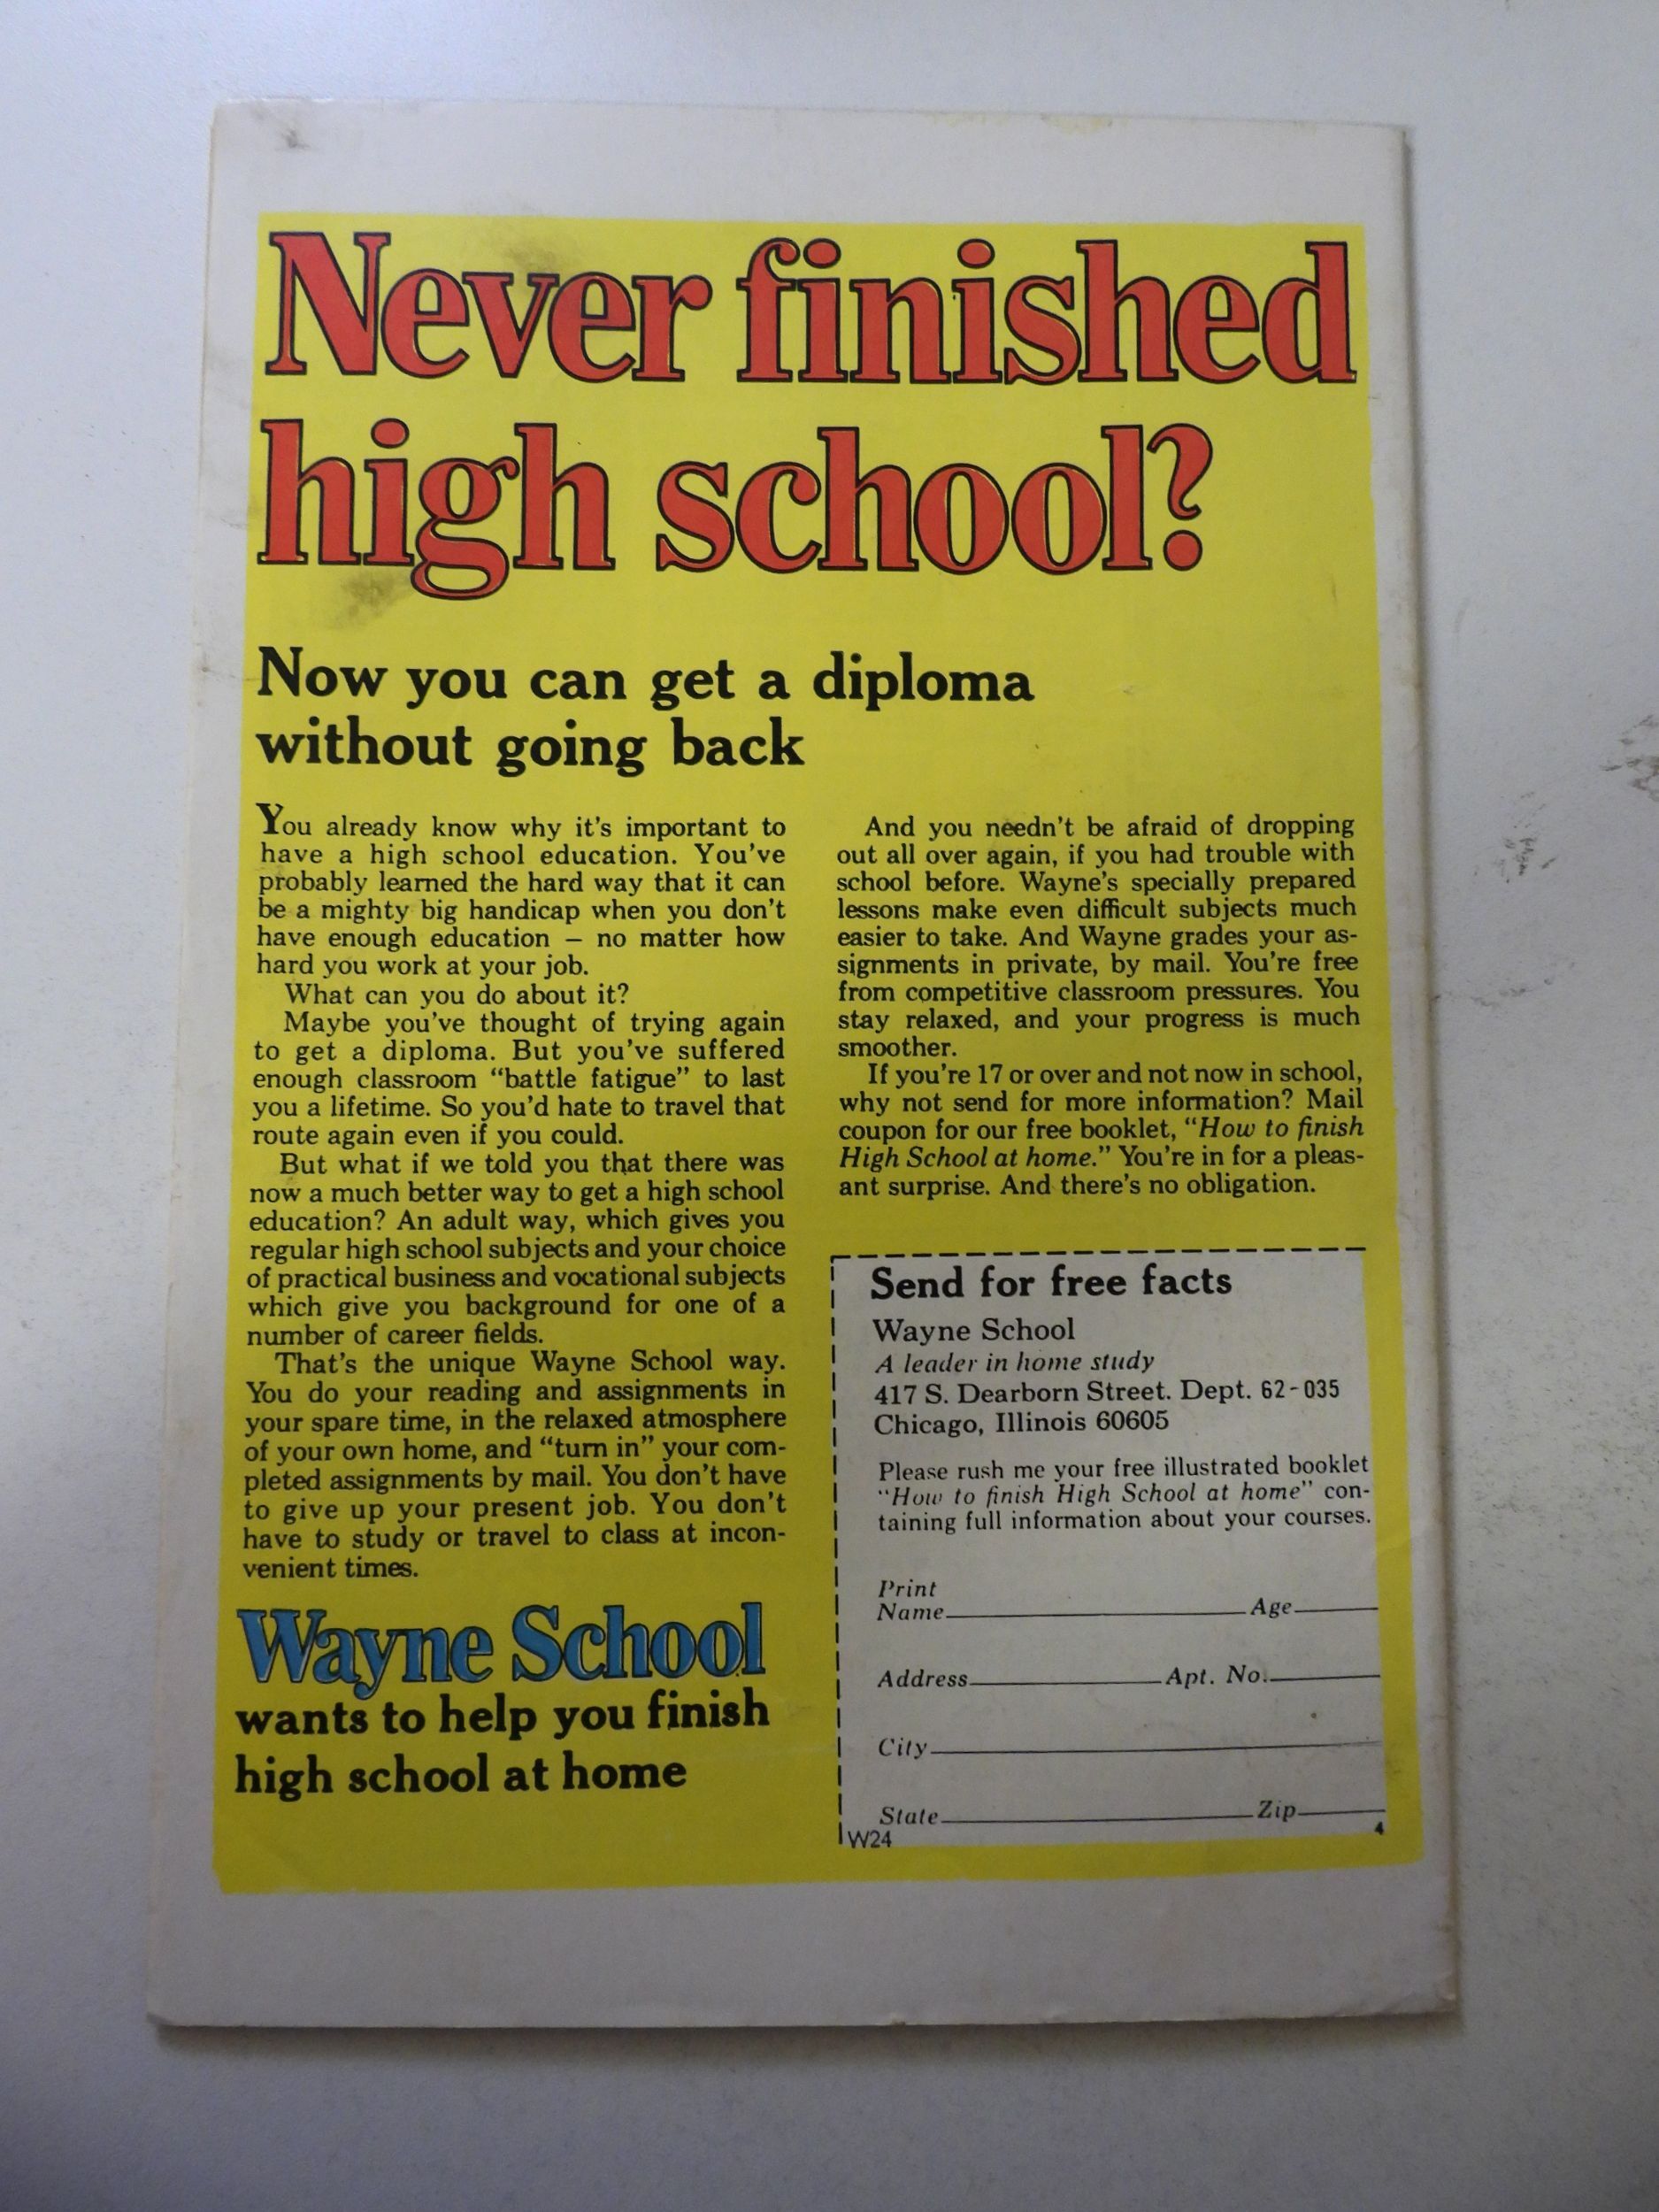 Never finished
high school?
Now you can get a diploma
without going back
You already know why it's important to
have a high school education. You've
probably learned the hard way that it can
be a mighty big handicap when you don't
have enough education – no matter how
hard you work at your job.
What can you do about it?
Maybe you've thought of trying again
to get a diploma. But you've suffered
enough classroom "battle fatigue" to last
you a lifetime. So you'd hate to travel that
route again even if you could.
But what if we told you that there was
now a much better way to get a high school
education? An adult way, which gives you
regular high school subjects and your choice
of practical business and vocational subjects
which give you background for one of a
number of career fields.
That's the unique Wayne School way.
You do your reading and assignments in
your spare time, in the relaxed atmosphere
of your own home, and "turn in" your com-
pleted assignments by mail. You don't have
to give up your present job. You don't
have to study or travel to class at incon-
venient times.
Wayne School
wants to help you finish
high school at home
And you needn't be afraid of dropping
out all over again, if you had trouble with
school before. Wayne's specially prepared
lessons make even difficult subjects much
easier to take. And Wayne grades your as-
signments in private, by mail. You're free
from competitive classroom pressures. You
stay relaxed, and your progress is much
smoother.
If you're 17 or over and not now in school,
why not send for more information? Mail
coupon for our free booklet, "How to finish
High School at home." You're in for a pleas-
ant surprise. And there's no obligation.
Send for free facts
Wayne School
A leader in home study
417 S. Dearborn Street. Dept. 62-035
Chicago, Illinois 60605
Please rush me your free illustrated booklet
"How to finish High School at home" con-
taining full information about your courses.
Print
Name Age
Address Apt. No.
City
State Zip
W24 4